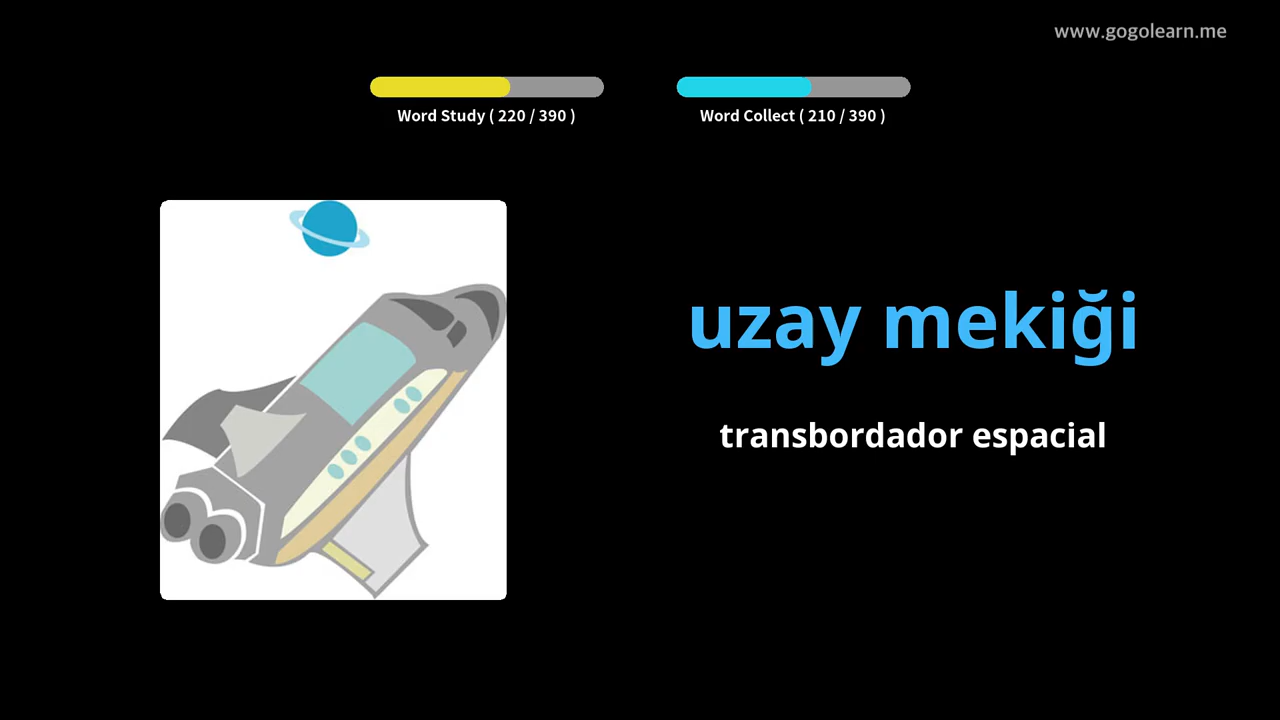 www.gogolearn.me
Word Study ( 220 / 390 )
Word Collect ( 210 / 390 )
uzay mekiği
transbordador espacial